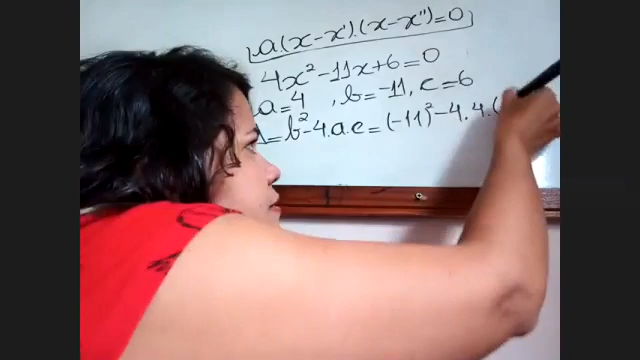 a.(x-x').(x-x'')=0
4x²-11x+6=0
a=4, b=-11, c=6
Δ=b²-4.a.c=(-11)²-4.4.(